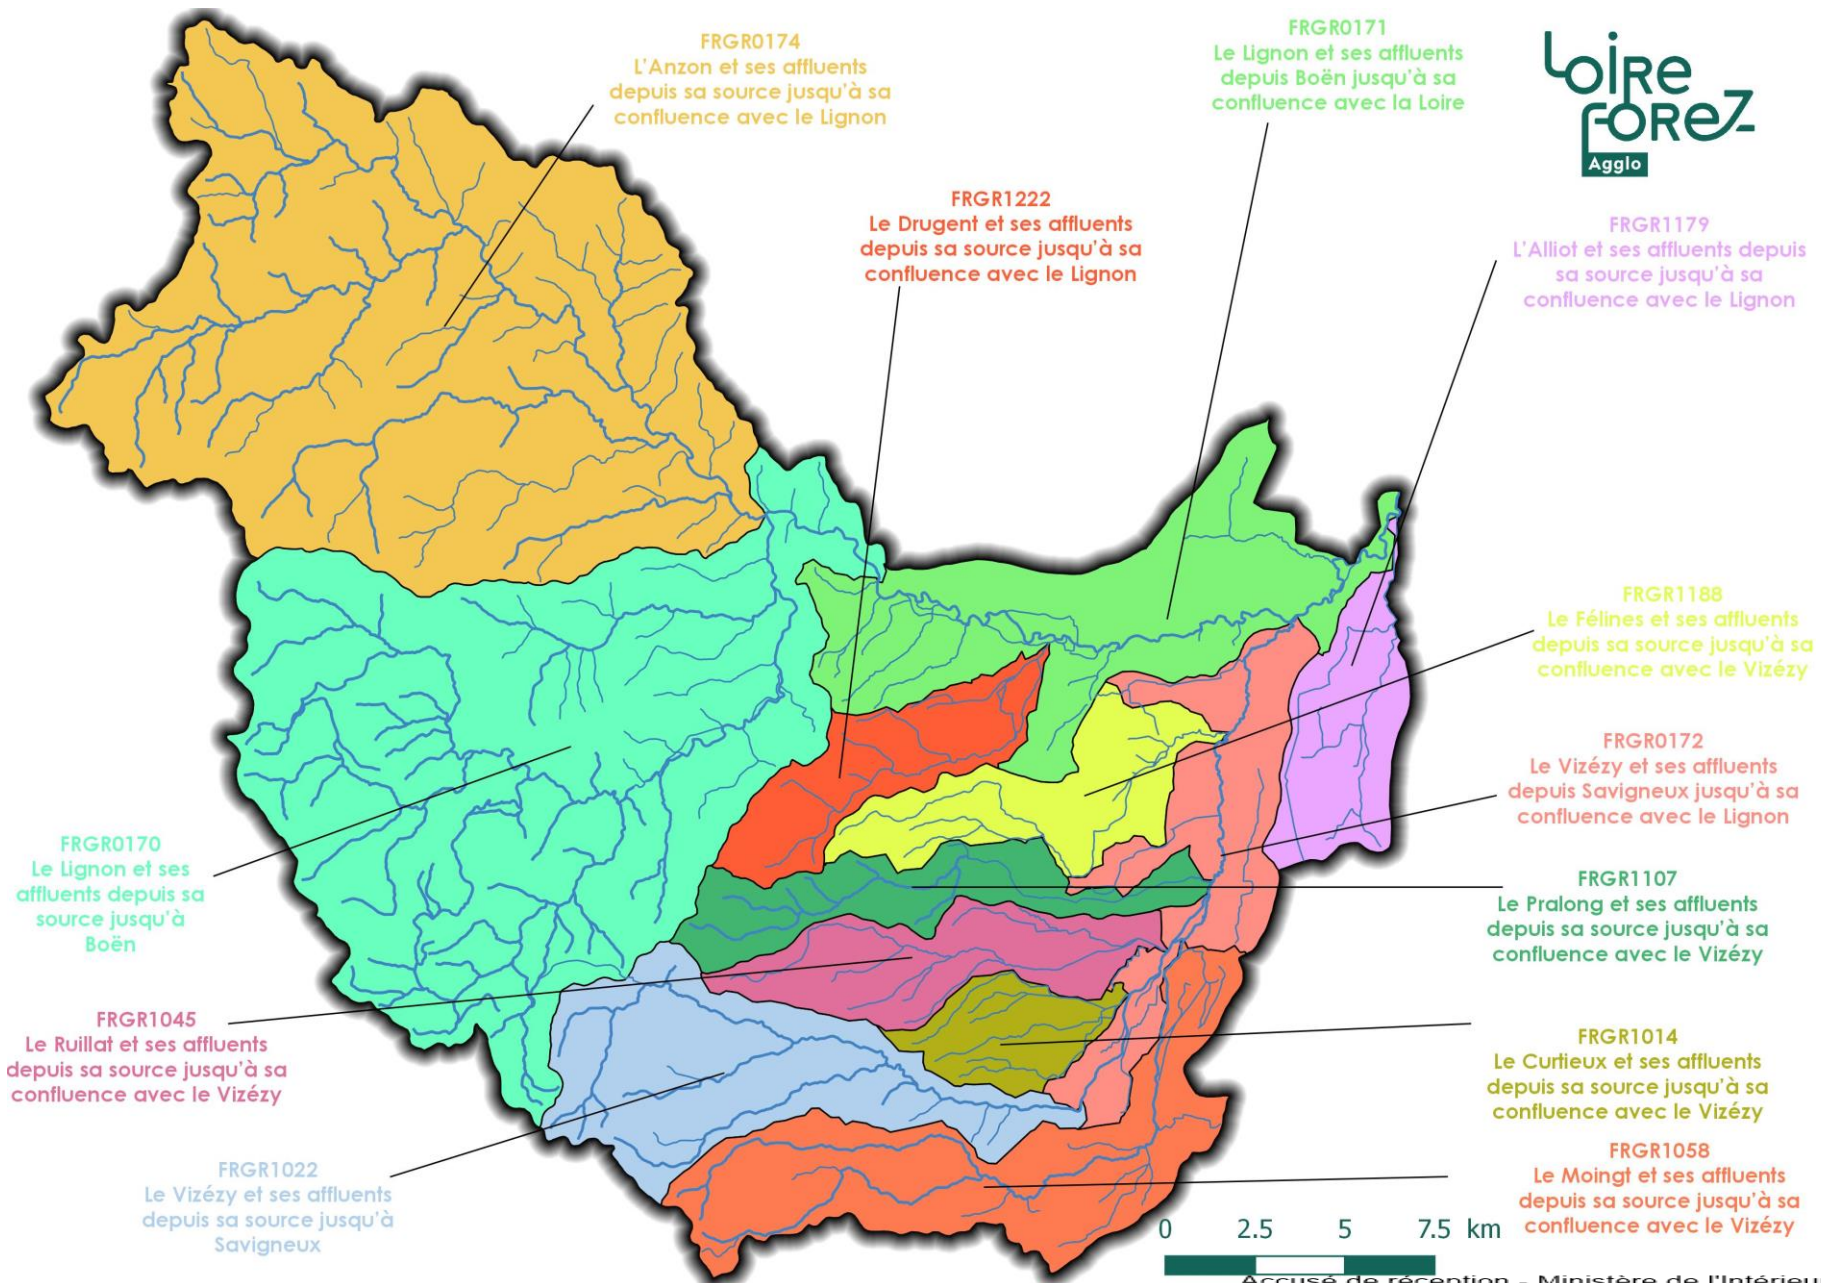 FRGR0174
L'Anzon et ses affluents
depuis sa source jusqu'à sa
confluence avec le Lignon
FRGR0171
Le Lignon et ses affluents
depuis Boën jusqu'à sa
confluence avec la Loire
LOIRE
FOREZ
Agglo
FRGR1222
Le Drugent et ses affluents
depuis sa source jusqu'à sa
confluence avec le Lignon
FRGR1179
L'Alliot et ses affluents depuis
sa source jusqu'à sa
confluence avec le Lignon
FRGR1188
Le Félines et ses affluents
depuis sa source jusqu'à sa
confluence avec le Vizézy
FRGR0172
Le Vizézy et ses affluents
depuis Savigneux jusqu'à sa
confluence avec le Lignon
FRGR0170
Le Lignon et ses
affluents depuis sa
source jusqu'à
Boën
FRGR1107
Le Pralong et ses affluents
depuis sa source jusqu'à sa
confluence avec le Vizézy
FRGR1045
Le Ruillat et ses affluents
depuis sa source jusqu'à sa
confluence avec le Vizézy
FRGR1014
Le Curtieux et ses affluents
depuis sa source jusqu'à sa
confluence avec le Vizézy
FRGR1022
Le Vizézy et ses affluents
depuis sa source jusqu'à
Savigneux
FRGR1058
Le Moingt et ses affluents
depuis sa source jusqu'à sa
confluence avec le Vizézy
0 2.5 5 7.5 km
Accusé de réception - Ministère de l'Intérieur